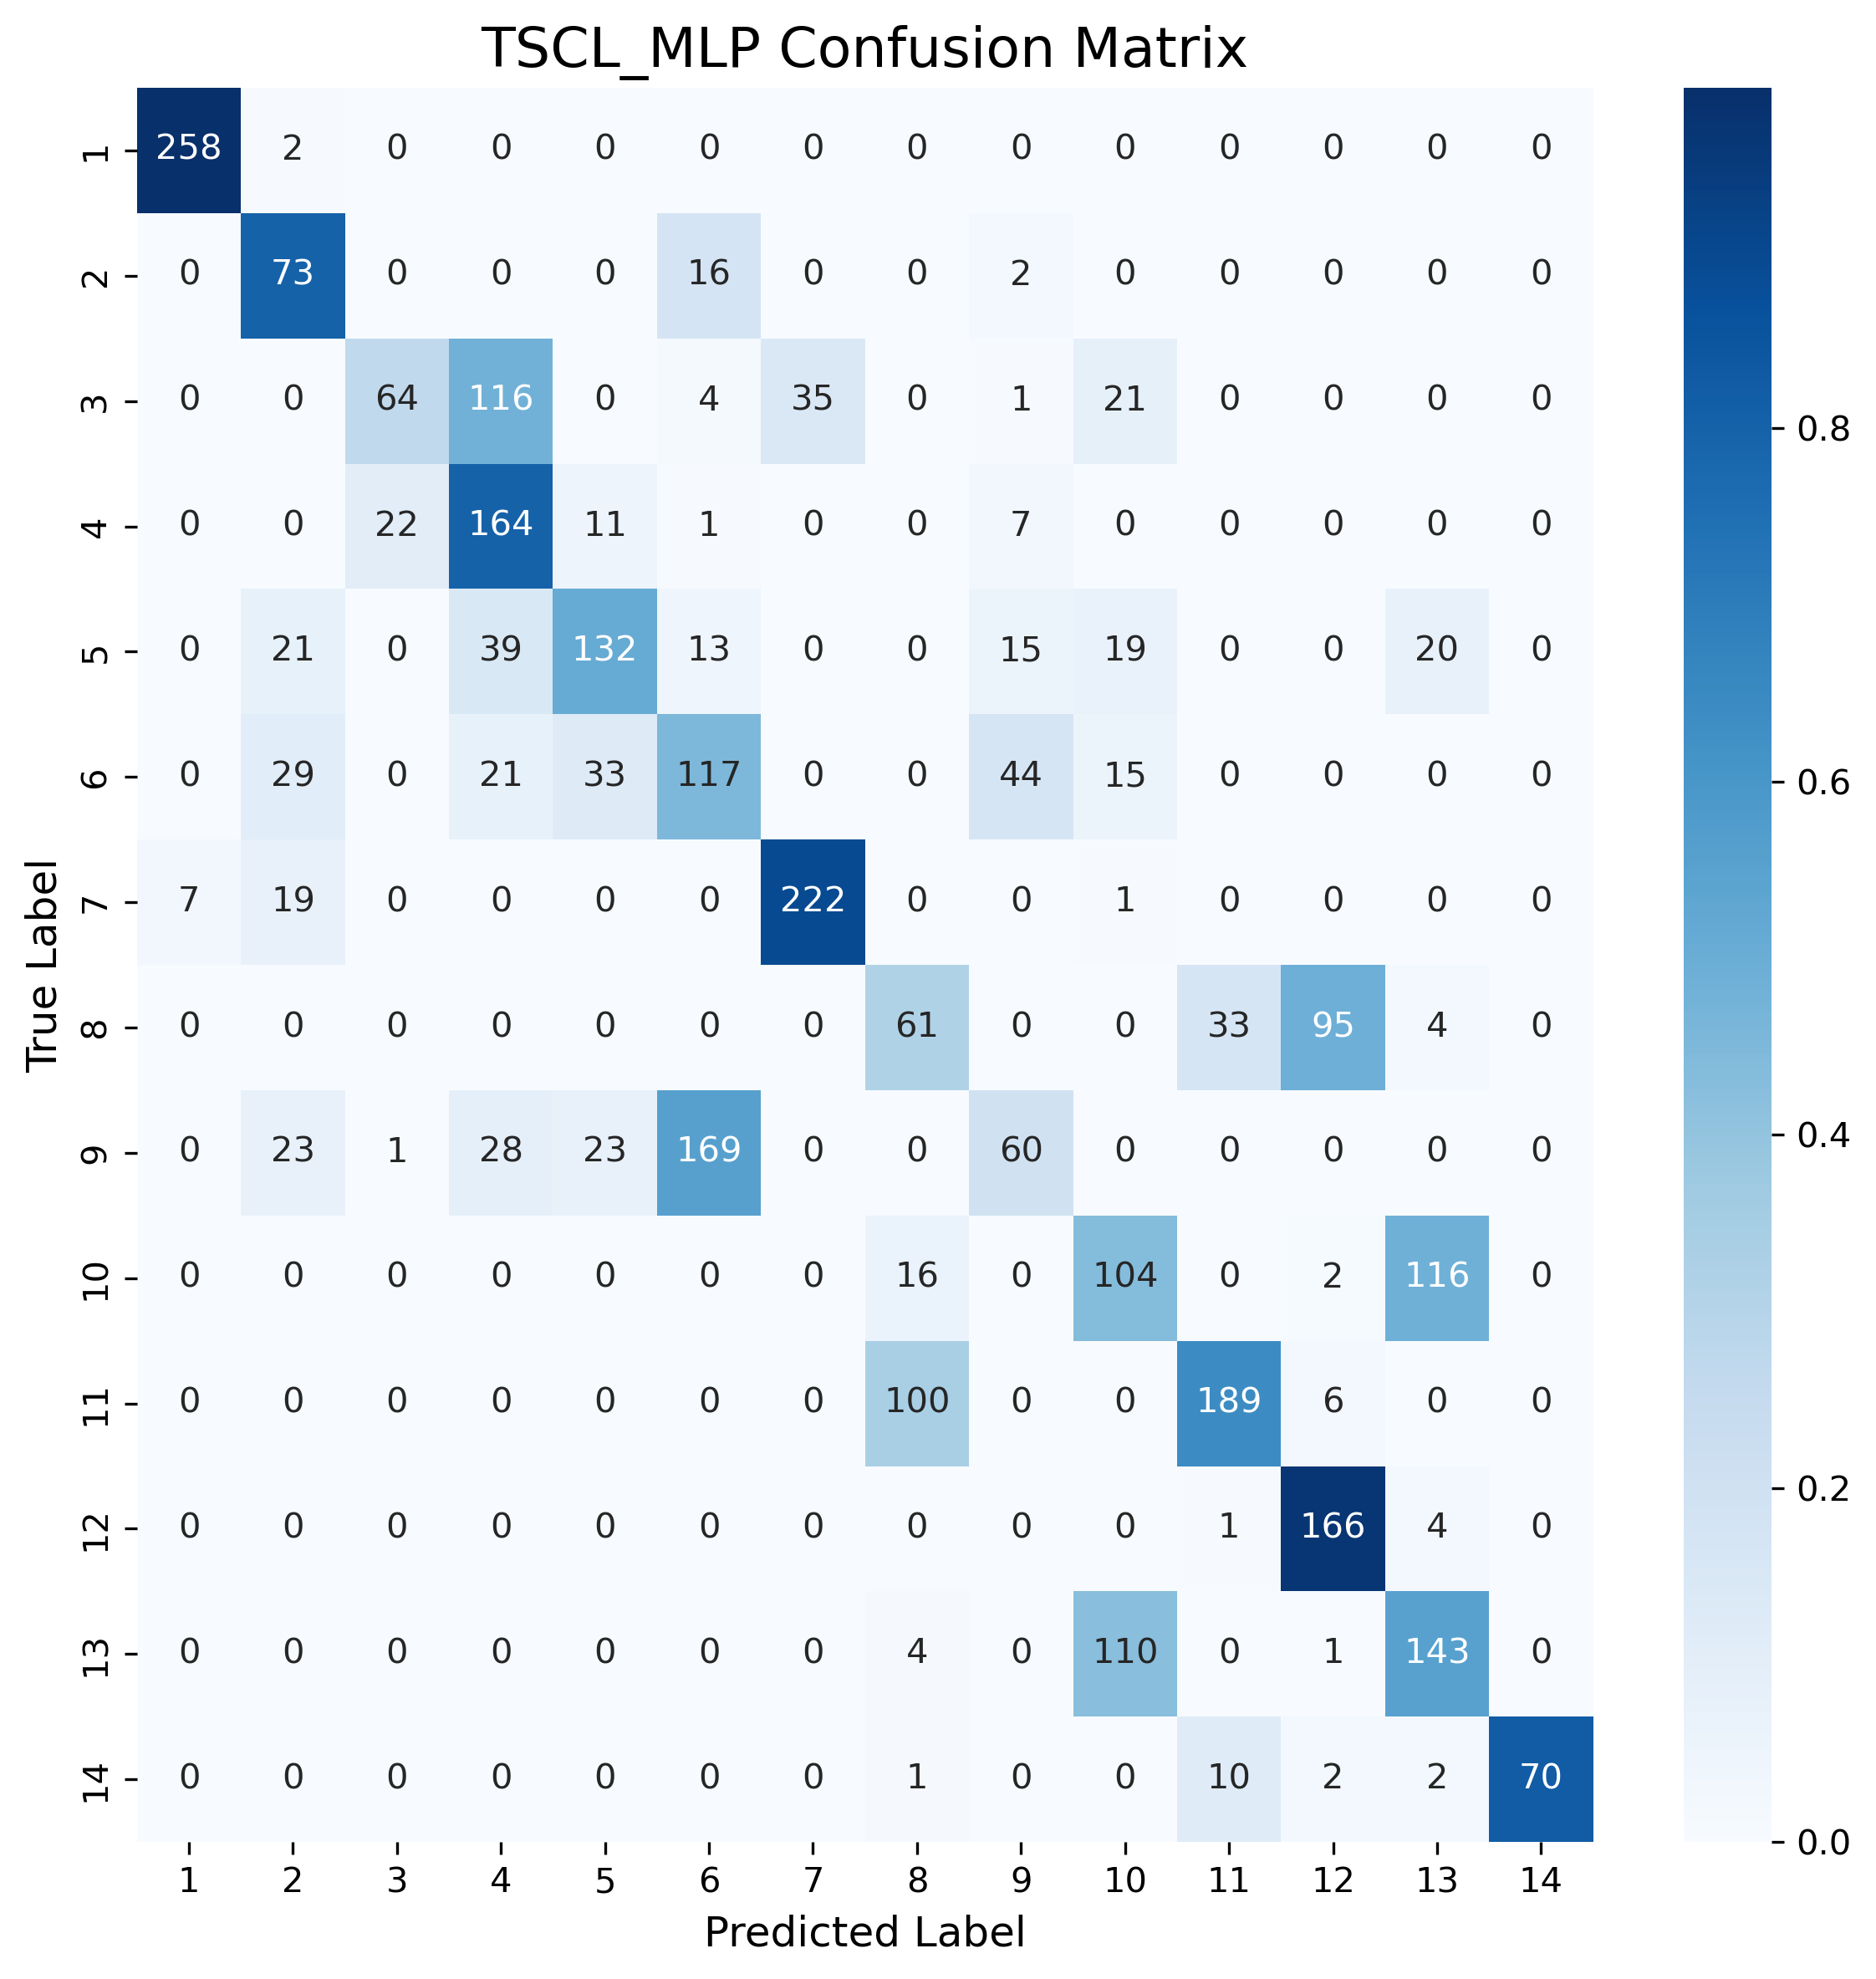 TSCL_MLP Confusion Matrix
1 258 2 0 0 0 0 0 0 0 0 0 0 0 0
2 0 73 0 0 0 16 0 0 2 0 0 0 0 0
3 0 0 64 116 0 4 35 0 1 21 0 0 0 0
0.8
4 0 0 22 164 11 1 0 0 7 0 0 0 0 0
5 0 21 0 39 132 13 0 0 15 19 0 0 20 0
6 0 29 0 21 33 117 0 0 44 15 0 0 0 0
0.6
7 7 19 0 0 0 0 222 0 0 1 0 0 0 0
True Label
8 0 0 0 0 0 0 0 61 0 0 33 95 4 0
0.4
9 0 23 1 28 23 169 0 0 60 0 0 0 0 0
10 0 0 0 0 0 0 0 16 0 104 0 2 116 0
11 0 0 0 0 0 0 0 100 0 0 189 6 0 0
0.2
12 0 0 0 0 0 0 0 0 0 0 1 166 4 0
13 0 0 0 0 0 0 0 4 0 110 0 1 143 0
14 0 0 0 0 0 0 0 1 0 0 10 2 2 70
0.0
1 2 3 4 5 6 7 8 9 10 11 12 13 14
Predicted Label